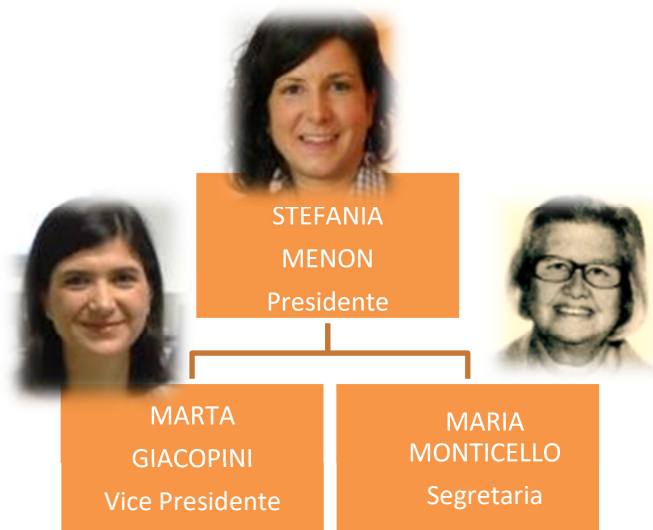 STEFANIA
MENON
Presidente
MARTA
GIACOPINI
Vice Presidente
MARIA
MONTICELLO
Segretaria